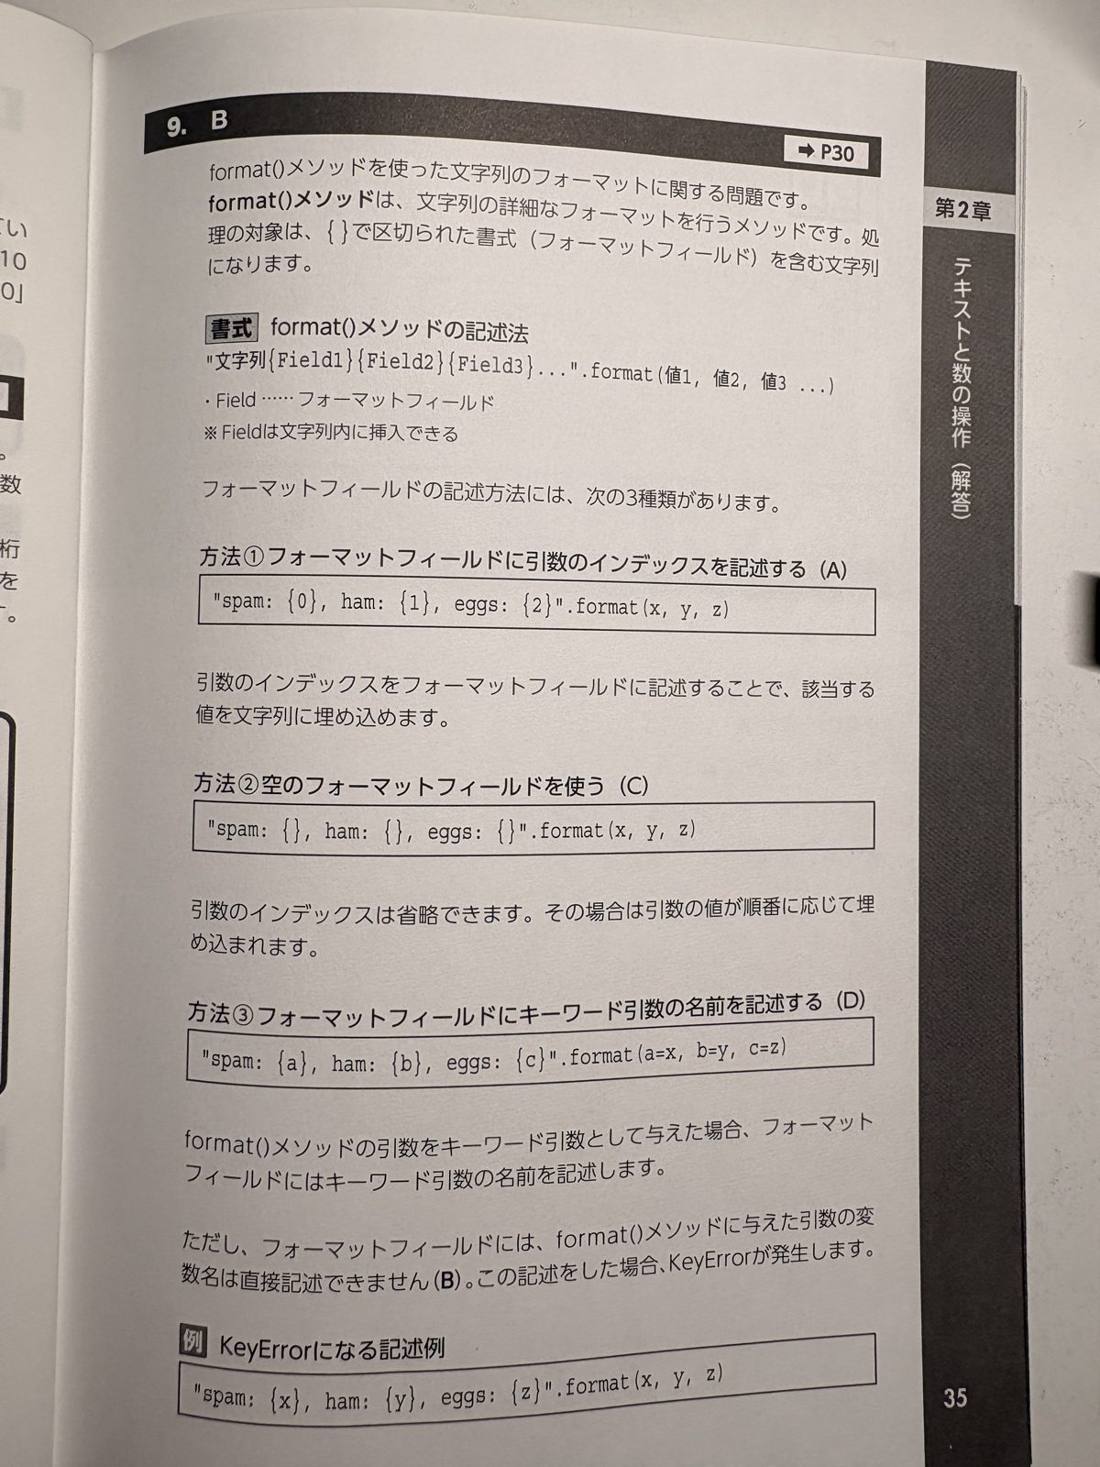 てい
10
0」
。
数
桁
を
す。
9. B
➡ P30
format()メソッドを使った文字列のフォーマットに関する問題です。
format()メソッドは、文字列の詳細なフォーマットを行うメソッドです。処
理の対象は、{ }で区切られた書式（フォーマットフィールド）を含む文字列
になります。
書式 format()メソッドの記述法
"文字列{Field1}{Field2}{Field3}...".format(値1, 値2, 値3 ...)
・Field …… フォーマットフィールド
※ Fieldは文字列内に挿入できる
フォーマットフィールドの記述方法には、次の3種類があります。
方法①フォーマットフィールドに引数のインデックスを記述する（A）
"spam: {0}, ham: {1}, eggs: {2}".format(x, y, z)
引数のインデックスをフォーマットフィールドに記述することで、該当する
値を文字列に埋め込めます。
方法②空のフォーマットフィールドを使う（C）
"spam: {}, ham: {}, eggs: {}".format(x, y, z)
引数のインデックスは省略できます。その場合は引数の値が順番に応じて埋
め込まれます。
方法③フォーマットフィールドにキーワード引数の名前を記述する（D）
"spam: {a}, ham: {b}, eggs: {c}".format(a=x, b=y, c=z)
format()メソッドの引数をキーワード引数として与えた場合、フォーマット
フィールドにはキーワード引数の名前を記述します。
ただし、フォーマットフィールドには、format()メソッドに与えた引数の変
数名は直接記述できません（B）。この記述をした場合、KeyErrorが発生します。
例 KeyErrorになる記述例
"spam: {x}, ham: {y}, eggs: {z}".format(x, y, z)
第2章
テキストと数の操作（解答）
35